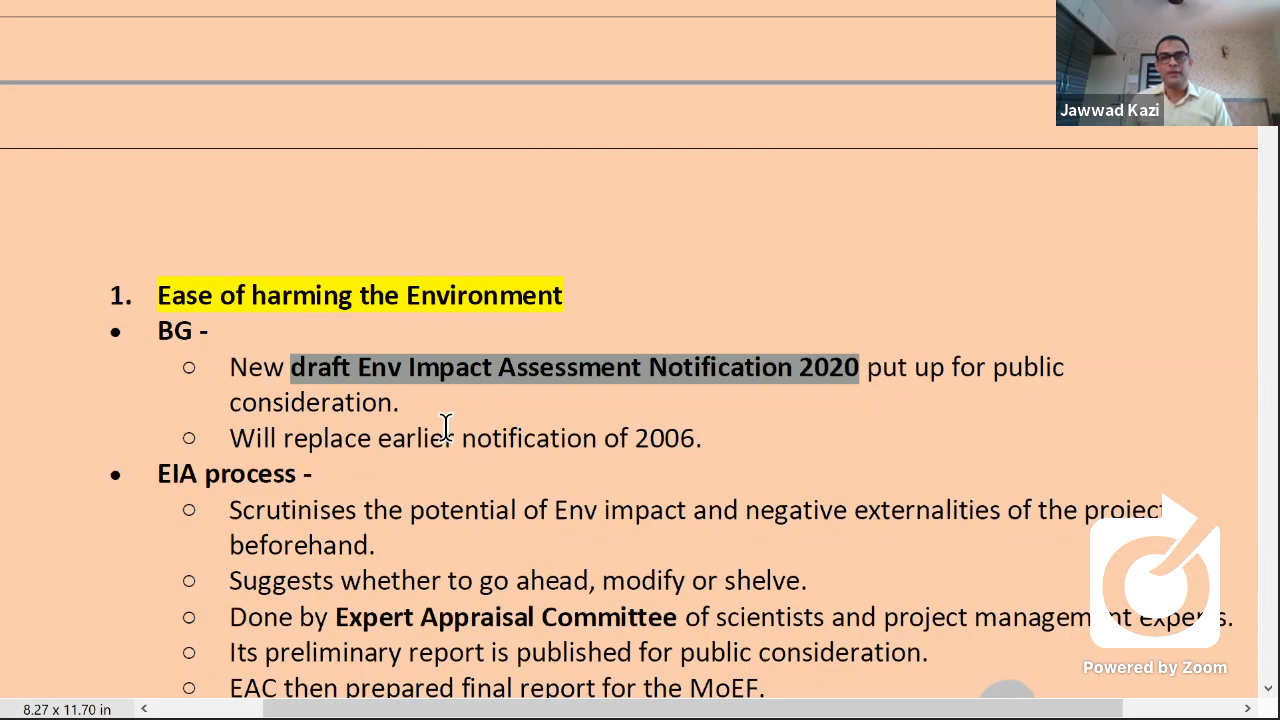 Jawwad Kazi
1. Ease of harming the Environment
• BG -
○ New draft Env Impact Assessment Notification 2020 put up for public
consideration.
○ Will replace earlier notification of 2006.
• EIA process -
○ Scrutinises the potential of Env impact and negative externalities of the project
beforehand.
○ Suggests whether to go ahead, modify or shelve.
○ Done by Expert Appraisal Committee of scientists and project management experts.
○ Its preliminary report is published for public consideration.
Powered by Zoom
○ EAC then prepared final report for the MoEF.
8.27 x 11.70 in